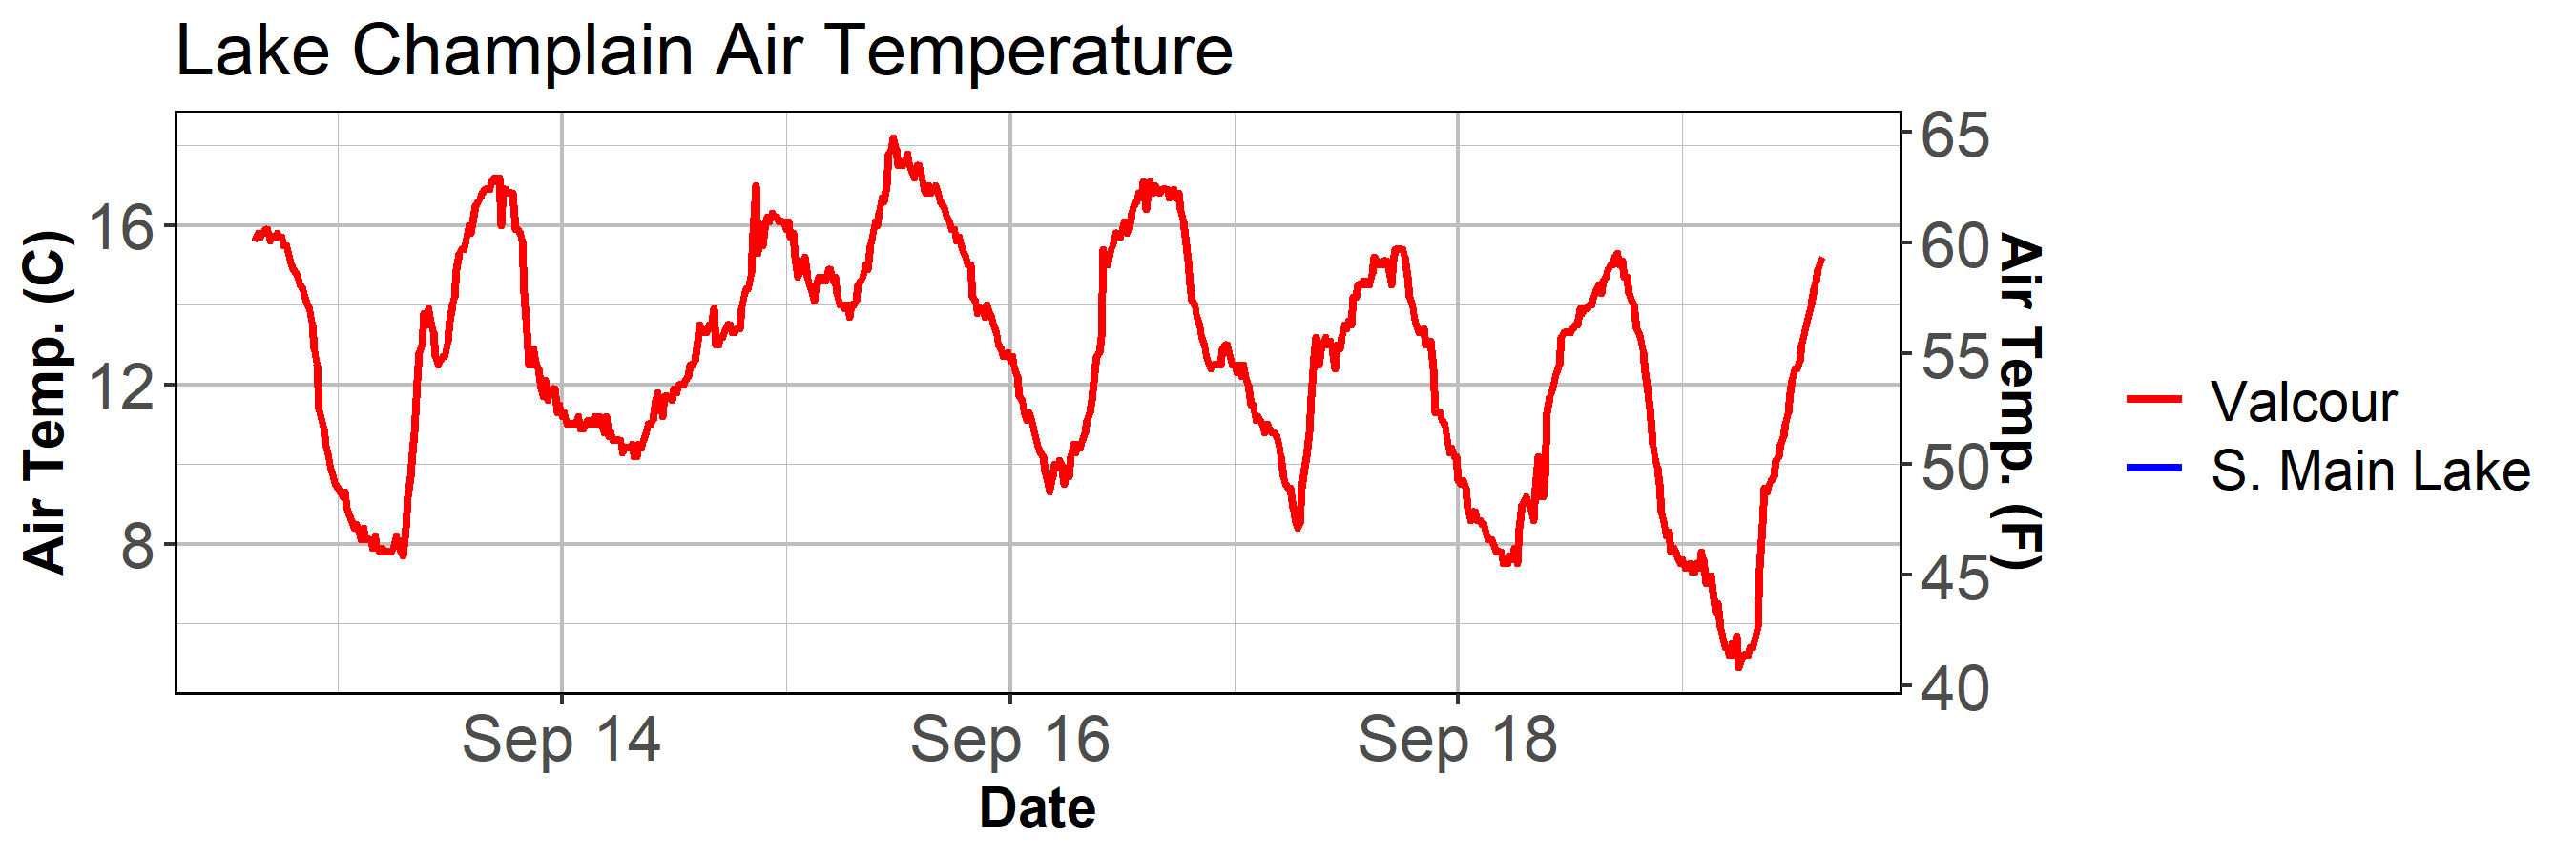 Lake Champlain Air Temperature
Air Temp. (C)
16
12
8
65
60
55
50
45
40
Air Temp. (F)
Sep 14
Sep 16
Sep 18
Date
Valcour
S. Main Lake